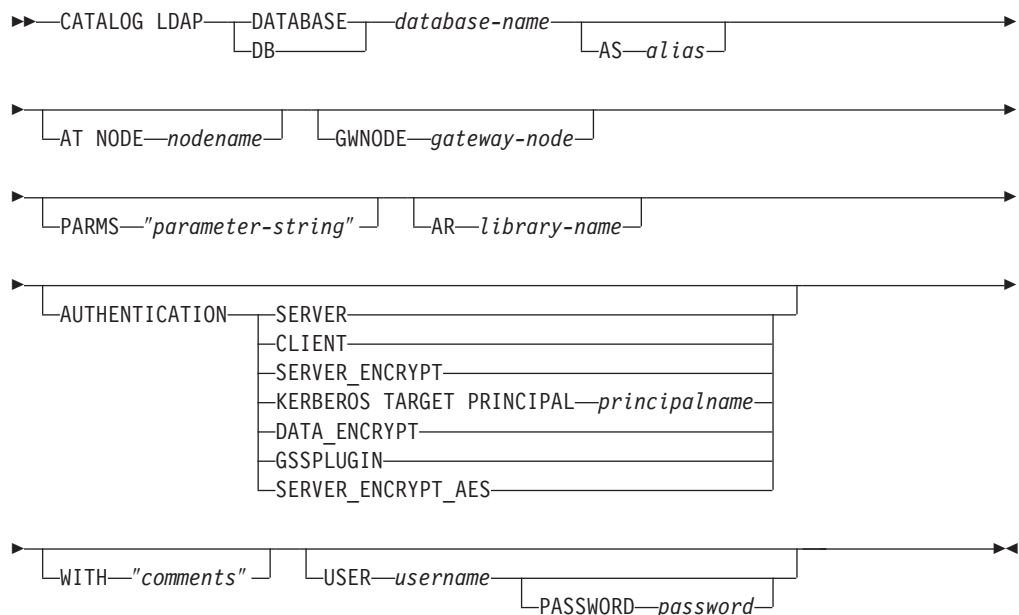 CATALOG LDAP DATABASE database-name
DB AS alias
AT NODE nodename GWNODE gateway-node
PARMS "parameter-string" AR library-name
AUTHENTICATION SERVER
CLIENT
SERVER_ENCRYPT
KERBEROS TARGET PRINCIPAL principalname
DATA_ENCRYPT
GSSPLUGIN
SERVER_ENCRYPT_AES
WITH "comments" USER username
PASSWORD password